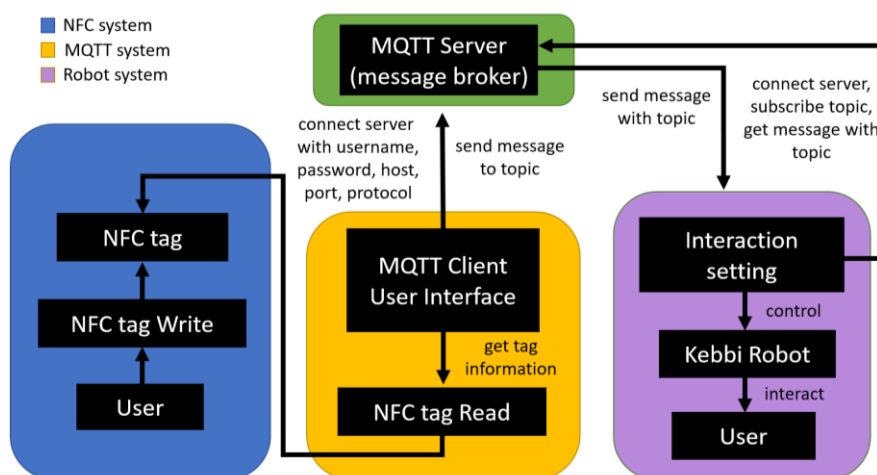 NFC system
MQTT system
Robot system
MQTT Server
(message broker)
connect server
with username,
password, host,
port, protocol
send message
to topic
send message
with topic
connect server,
subscribe topic,
get message with
topic
NFC tag
NFC tag Write
User
MQTT Client
User Interface
get tag
information
NFC tag Read
Interaction
setting
control
Kebbi Robot
interact
User